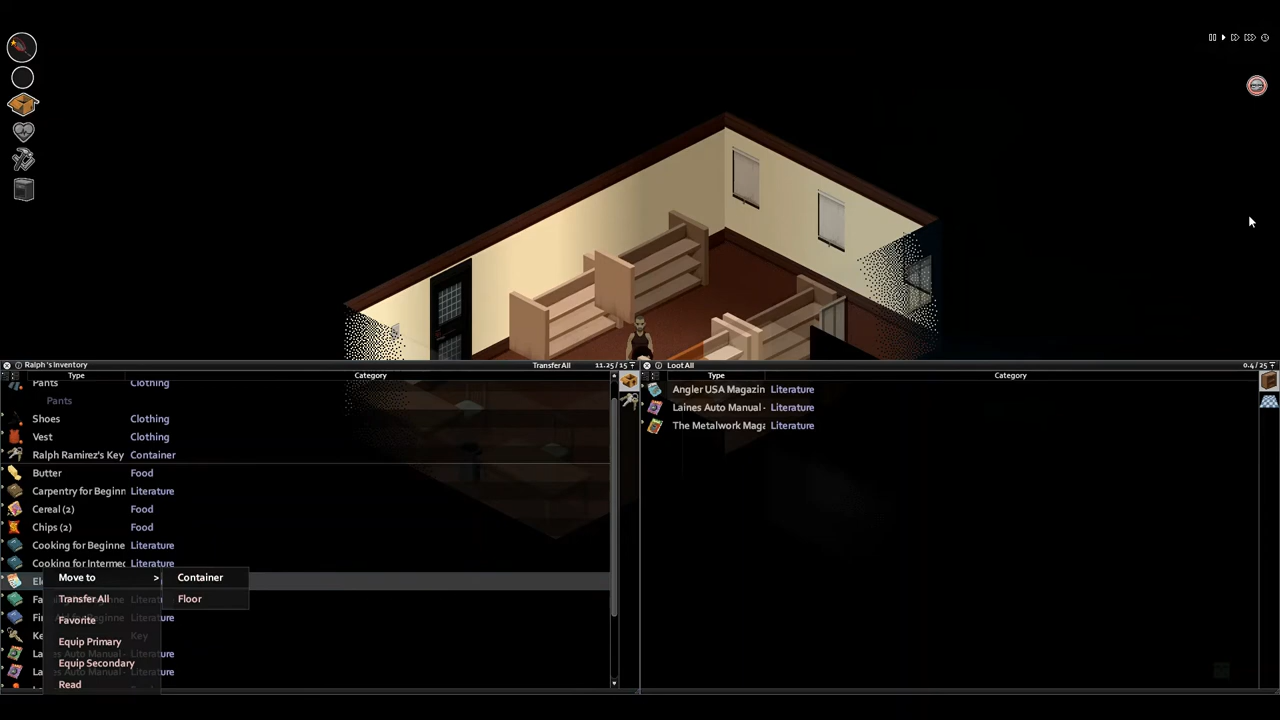 Ralph's Inventory Transfer All 11.25/15
Type Category
Pants Clothing
Pants
Shoes Clothing
Vest Clothing
Ralph Ramirez's Key Container
Butter Food
Carpentry for Beginn Literature
Cereal (2) Food
Chips (2) Food
Cooking for Beginne Literature
Cooking for Intermec Literature
Move to > Container
Transfer All Floor
Favorite
Equip Primary
Equip Secondary
Read
Key
Literature
Literature
Loot All 0.4/25
Type Category
Angler USA Magazin Literature
Laines Auto Manual - Literature
The Metalwork Maga Literature